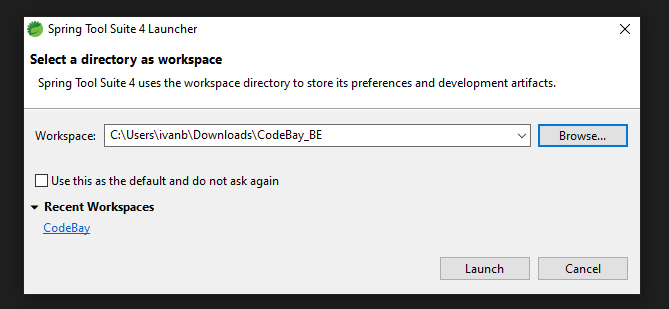 Spring Tool Suite 4 Launcher
Select a directory as workspace
Spring Tool Suite 4 uses the workspace directory to store its preferences and development artifacts.
Workspace: C:\Users\ivanb\Downloads\CodeBay_BE Browse...
Use this as the default and do not ask again
Recent Workspaces
CodeBay
Launch Cancel